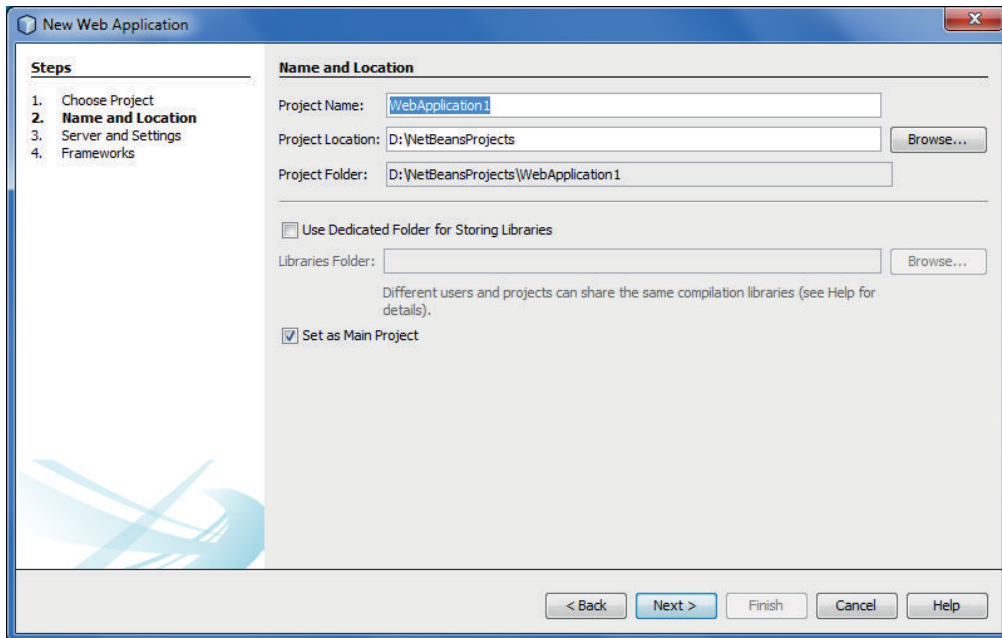 New Web Application
Steps
1. Choose Project
2. Name and Location
3. Server and Settings
4. Frameworks
Name and Location
Project Name: WebApplication1
Project Location: D:\NetBeansProjects Browse...
Project Folder: D:\NetBeansProjects\WebApplication1
Use Dedicated Folder for Storing Libraries
Libraries Folder: Browse...
Different users and projects can share the same compilation libraries (see Help for
details).
Set as Main Project
< Back Next > Finish Cancel Help